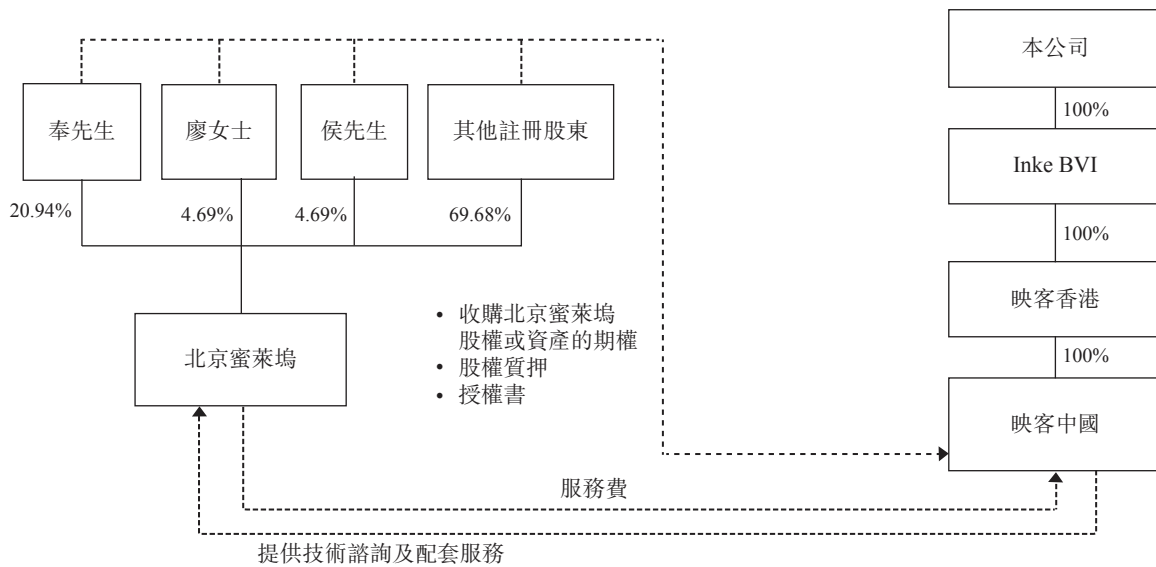 本公司
100%
奉先生
廖女士
侯先生
其他註冊股東
Inke BVI
20.94%
4.69%
4.69%
69.68%
100%
映客香港
• 收購北京蜜萊塢
股權或資產的期權
• 股權質押
• 授權書
北京蜜萊塢
100%
映客中國
服務費
提供技術諮詢及配套服務